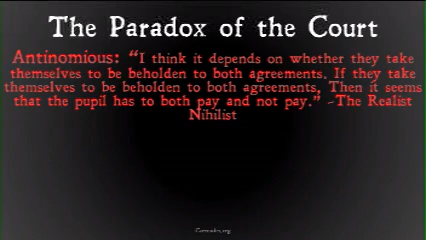 The Paradox of the Court
Antinomious: “I think it depends on whether they take
themselves to be beholden to both agreements. If they take
themselves to be beholden to both agreements, Then it seems
that the pupil has to both pay and not pay.” -The Realist
Nihilist